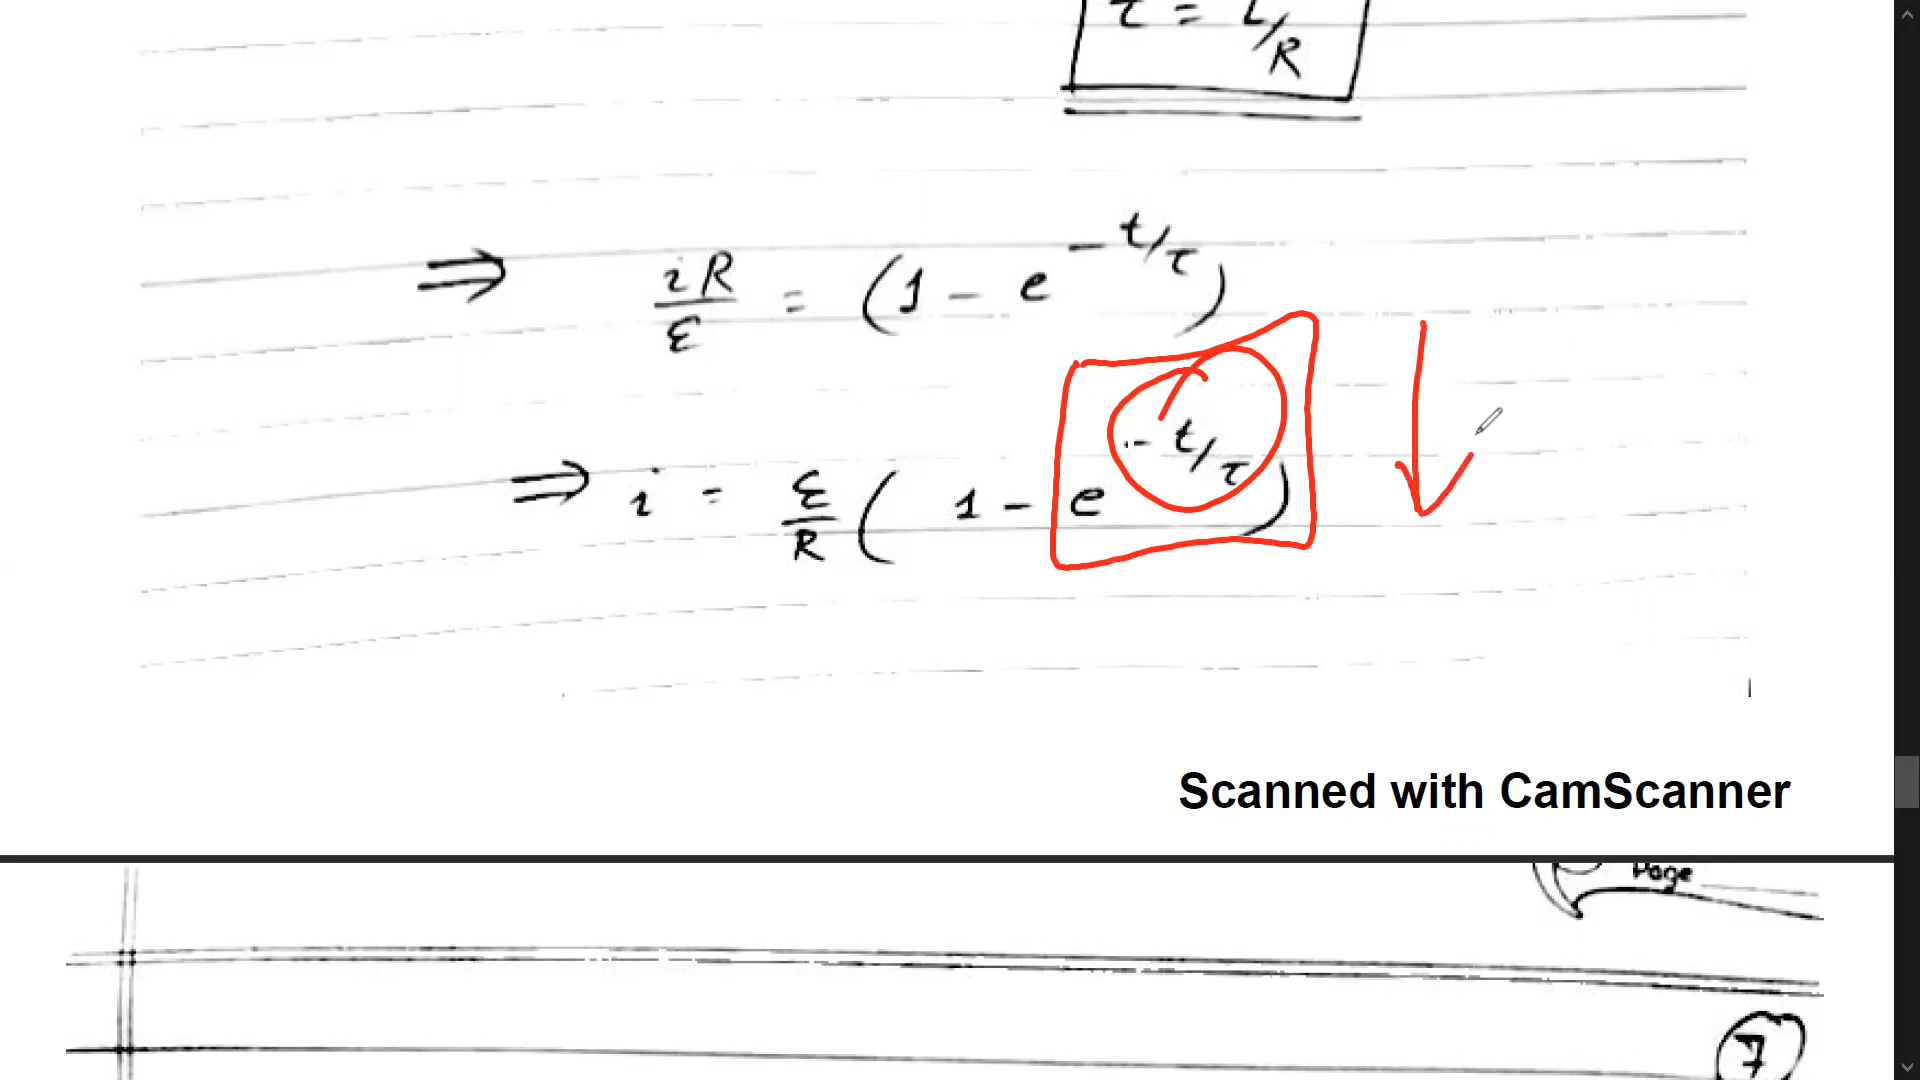 τ = L/R
⇒ iR/ε = (1 - e^{-t/τ})
⇒ i = ε/R (1 - e^{-t/τ})
Scanned with CamScanner
Page
7